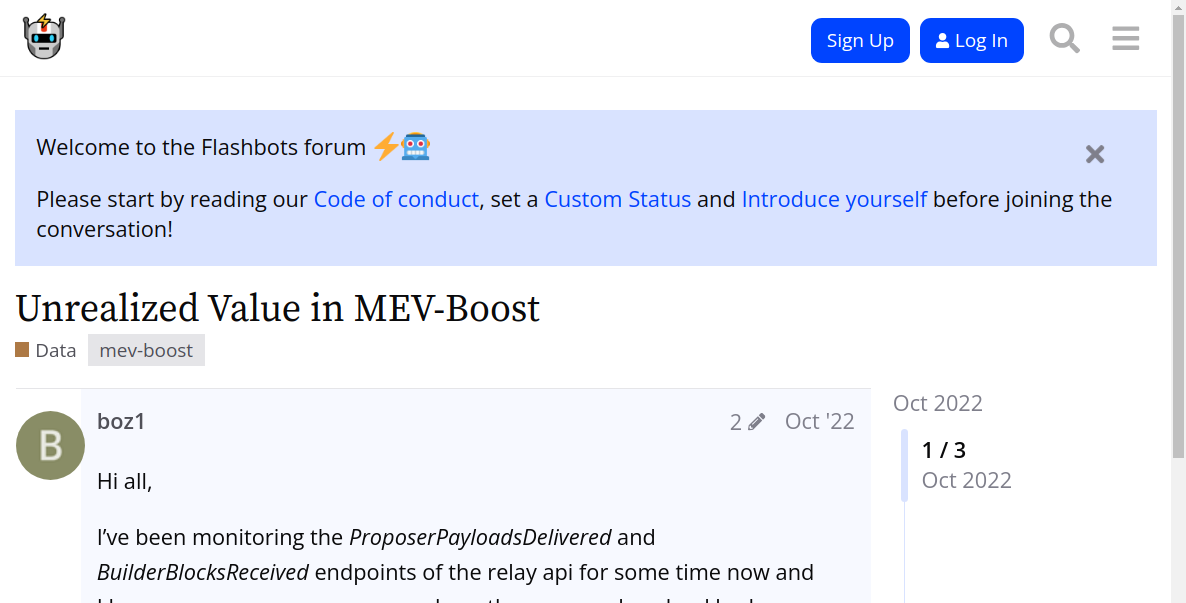 Sign Up
Log In
Welcome to the Flashbots forum
Please start by reading our Code of conduct, set a Custom Status and Introduce yourself before joining the
conversation!
Unrealized Value in MEV-Boost
Data mev-boost
B
boz1 2 Oct '22
Oct 2022
1 / 3
Oct 2022
Hi all,
I’ve been monitoring the ProposerPayloadsDelivered and
BuilderBlocksReceived endpoints of the relay api for some time now and